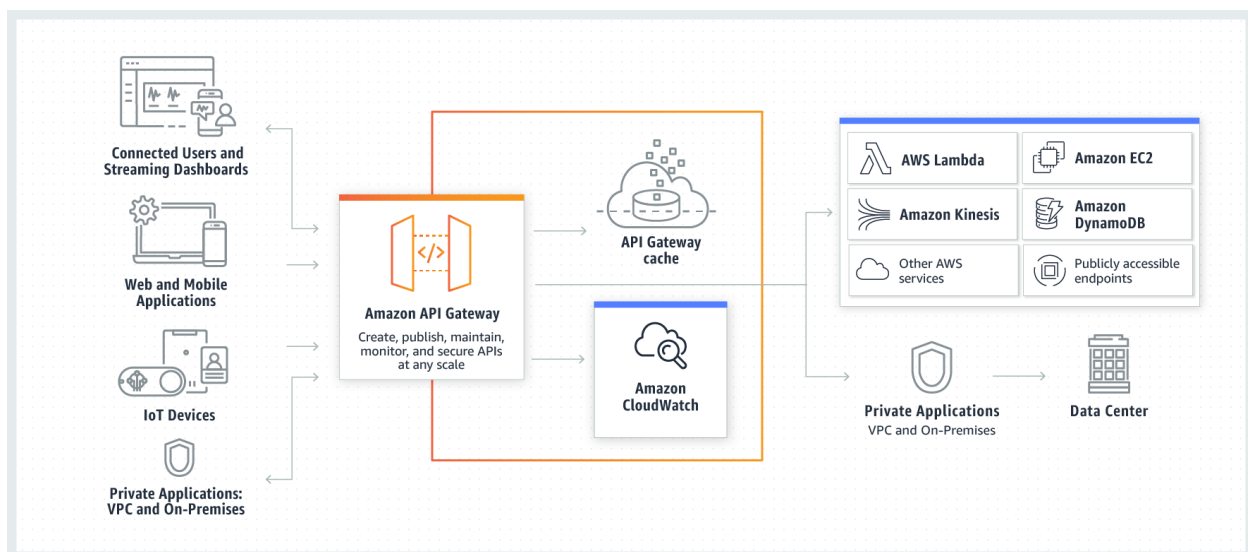 Connected Users and
Streaming Dashboards
Web and Mobile
Applications
IoT Devices
Private Applications:
VPC and On-Premises
</>
Amazon API Gateway
Create, publish, maintain,
monitor, and secure APIs
at any scale
API Gateway
cache
Amazon
CloudWatch
AWS Lambda
Amazon EC2
Amazon Kinesis
Amazon
DynamoDB
Other AWS
services
Publicly accessible
endpoints
Private Applications
VPC and On-Premises
Data Center